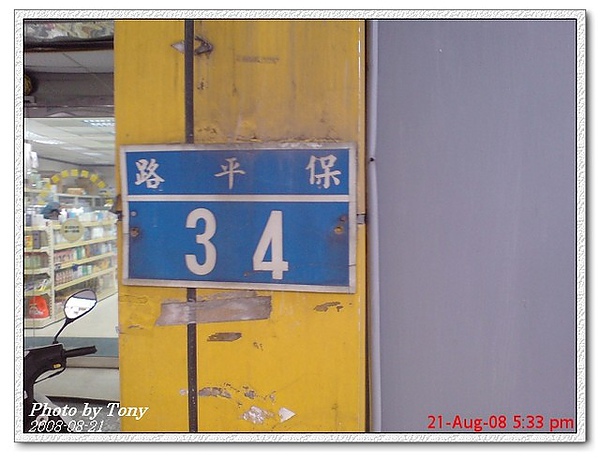 路平保
34
Photo by Tony
2008-08-21
21-Aug-08 5:33 pm